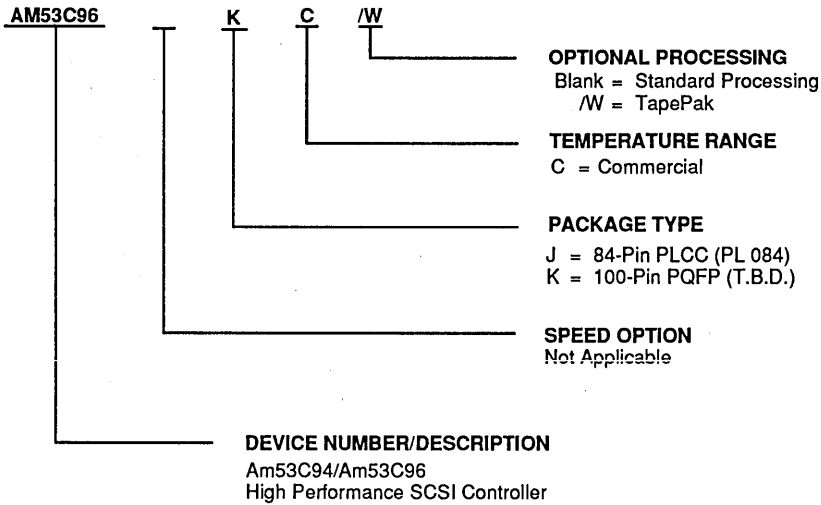 AM53C96 K C /W
OPTIONAL PROCESSING
Blank = Standard Processing
/W = TapePak
TEMPERATURE RANGE
C = Commercial
PACKAGE TYPE
J = 84-Pin PLCC (PL 084)
K = 100-Pin PQFP (T.B.D.)
SPEED OPTION
Not Applicable
DEVICE NUMBER/DESCRIPTION
Am53C94/Am53C96
High Performance SCSI Controller